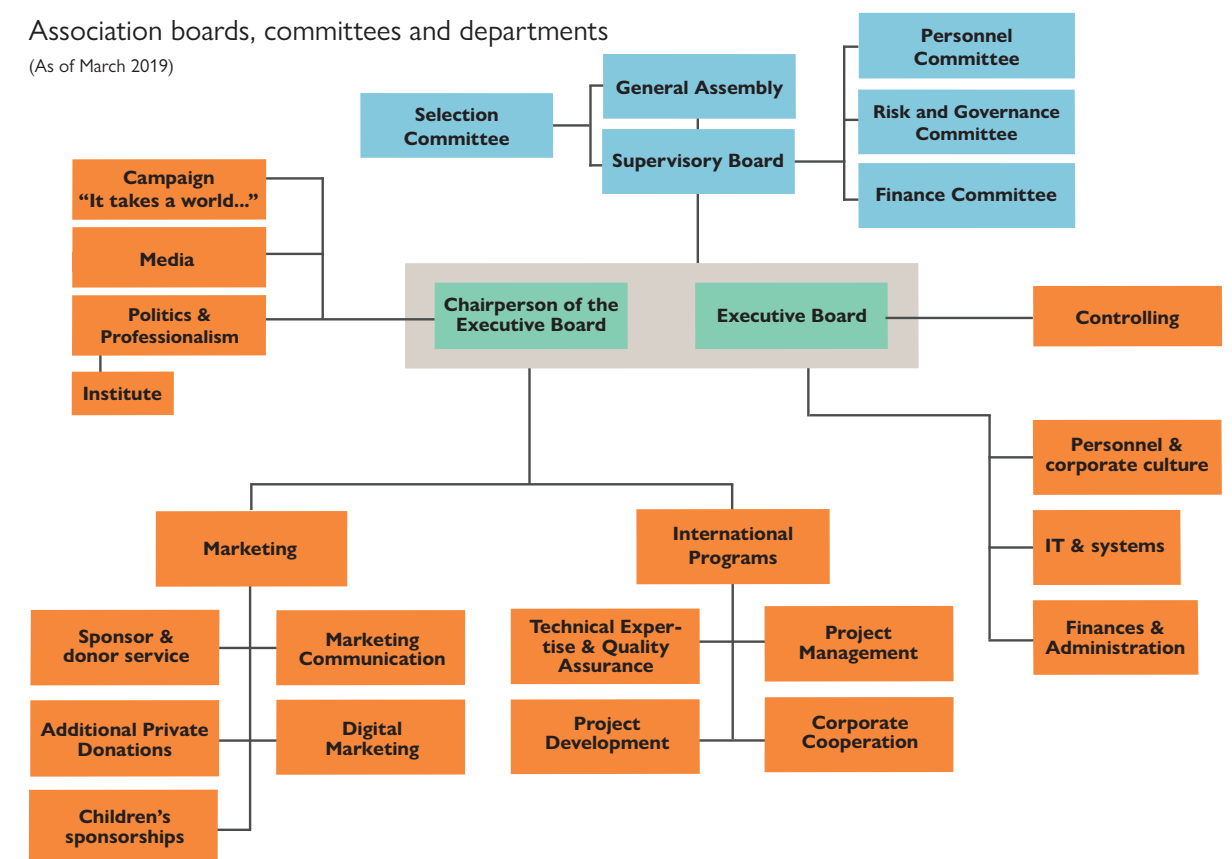 Association boards, committees and departments
(As of March 2019)
Personnel
Committee
General Assembly
Selection
Committee
Risk and Governance
Committee
Supervisory Board
Finance Committee
Campaign
“It takes a world...”
Media
Politics &
Professionalism
Institute
Chairperson of the
Executive Board
Executive Board
Controlling
Personnel &
corporate culture
IT & systems
Finances &
Administration
Marketing
International
Programs
Sponsor &
donor service
Marketing
Communication
Additional Private
Donations
Digital
Marketing
Children’s
sponsorships
Technical Exper-
tise & Quality
Assurance
Project
Management
Project
Development
Corporate
Cooperation